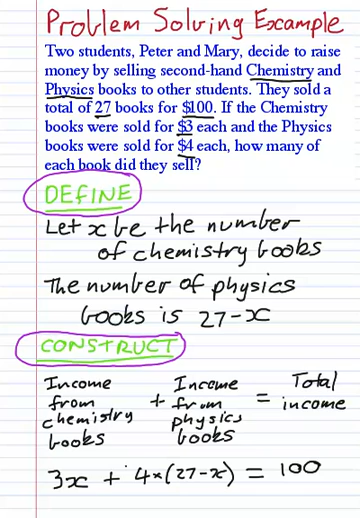 Problem Solving Example
Two students, Peter and Mary, decide to raise
money by selling second-hand Chemistry and
Physics books to other students. They sold a
total of 27 books for $100. If the Chemistry
books were sold for $3 each and the Physics
books were sold for $4 each, how many of
each book did they sell?
DEFINE
Let x be the number
of chemistry books
The number of physics
books is 27-x
CONSTRUCT
Income from chemistry books + Income from physics books = Total income
3x + 4×(27-x) = 100